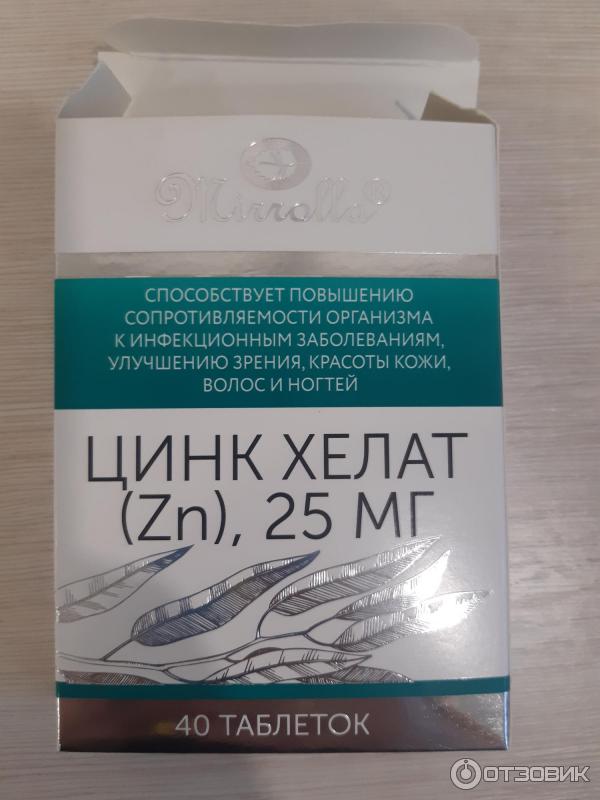 Mirrolla®
СПОСОБСТВУЕТ ПОВЫШЕНИЮ
СОПРОТИВЛЯЕМОСТИ ОРГАНИЗМА
К ИНФЕКЦИОННЫМ ЗАБОЛЕВАНИЯМ,
УЛУЧШЕНИЮ ЗРЕНИЯ, КРАСОТЫ КОЖИ,
ВОЛОС И НОГТЕЙ
ЦИНК ХЕЛАТ
(Zn), 25 МГ
40 ТАБЛЕТОК
ОТЗОВИК